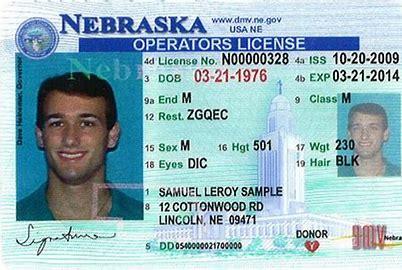 NEBRASKA www.dmv.ne.gov
USA NE
OPERATORS LICENSE
4d License No. N00000328 4a ISS 10-20-2009
3 DOB 03-21-1976 4b EXP 03-21-2014
9a End M 9 Class M
12 Rest. ZGQEC
15 Sex M 16 Hgt 501 17 Wgt 230
18 Eyes DIC 19 Hair BLK
1 SAMUEL LEROY SAMPLE
8 12 COTTONWOOD RD
LINCOLN, NE 09471
DONOR
5 DD 0540000021700000
Dave Heineman, Governor
DMV Nebra